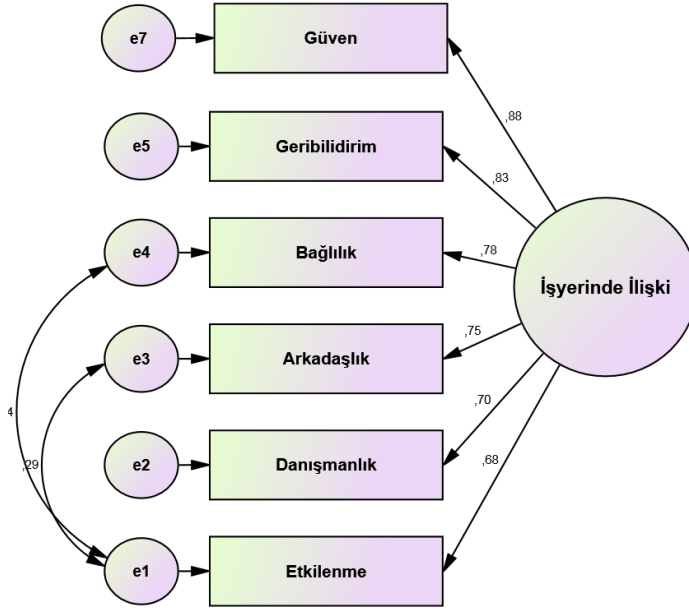 e7
Güven
,88
e5
Geribilidirim
,83
e4
Bağlılık
,78
İşyerinde İlişki
e3
Arkadaşlık
,75
4
,29
e2
Danışmanlık
,70
e1
Etkilenme
,68